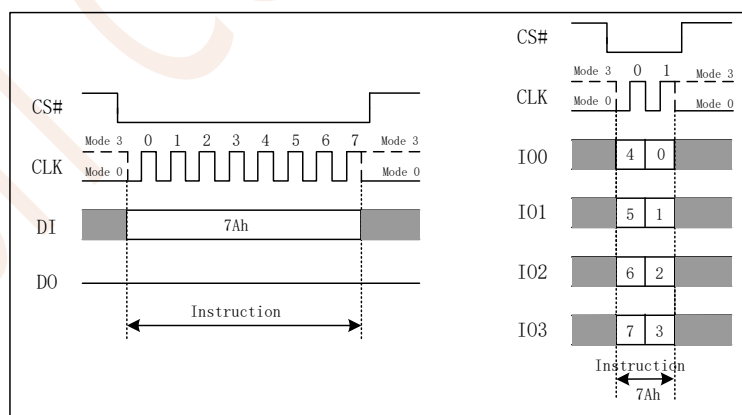 CS#
Mode 3 0 1 2 3 4 5 6 7 Mode 3
CLK
Mode 0 Mode 0
DI 7Ah
DO
Instruction
CS#
Mode 3 0 1 Mode 3
CLK
Mode 0 Mode 0
IO0 4 0
IO1 5 1
IO2 6 2
IO3 7 3
Instruction
7Ah